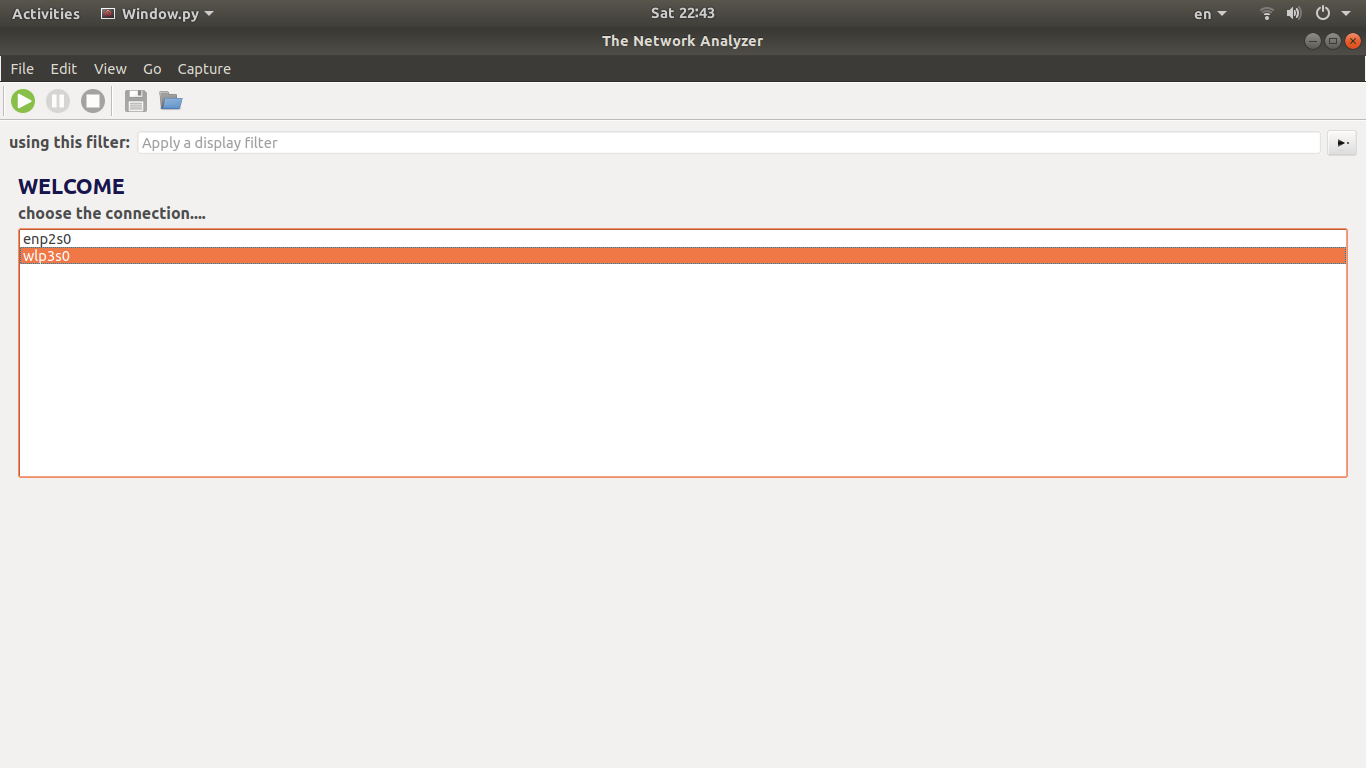 Activities Window.py Sat 22:43 en
The Network Analyzer
File Edit View Go Capture
using this filter: Apply a display filter
WELCOME
choose the connection....
enp2s0
wlp3s0